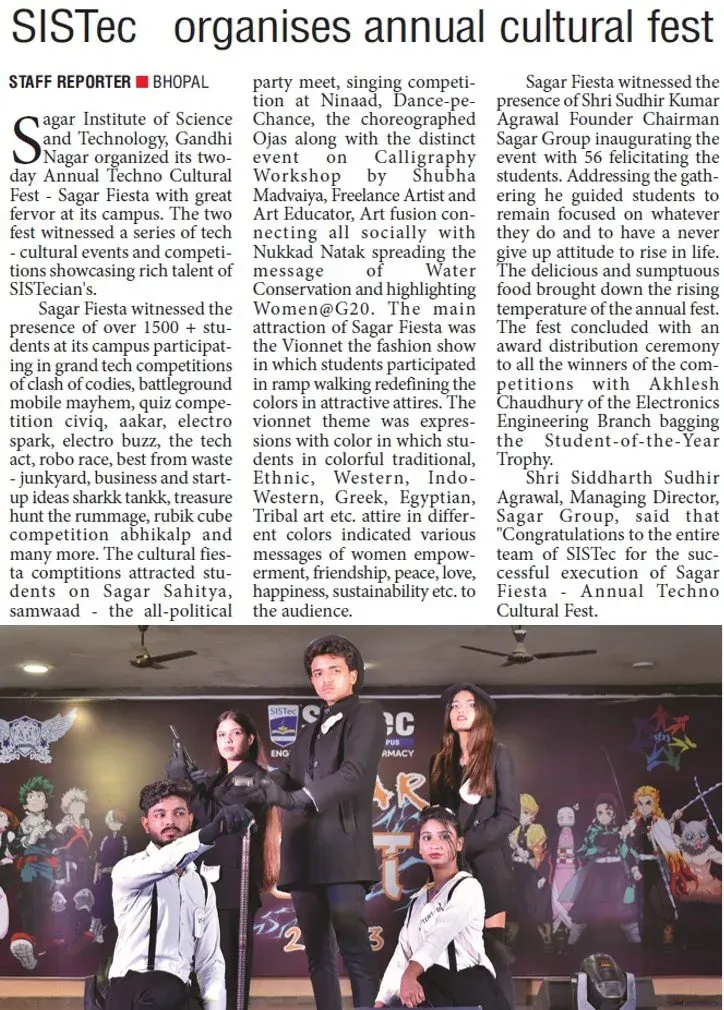 SISTec organises annual cultural fest
STAFF REPORTER ■ BHOPAL
Sagar Institute of Science
and Technology, Gandhi
Nagar organized its two-
day Annual Techno Cultural
Fest - Sagar Fiesta with great
fervor at its campus. The two
fest witnessed a series of tech
- cultural events and competi-
tions showcasing rich talent of
SISTecian's.
Sagar Fiesta witnessed the
presence of over 1500 + stu-
dents at its campus participat-
ing in grand tech competitions
of clash of codies, battleground
mobile mayhem, quiz compe-
tition civiq, aakar, electro
spark, electro buzz, the tech
act, robo race, best from waste
- junkyard, business and start-
up ideas sharkk tankk, treasure
hunt the rummage, rubik cube
competition abhikalp and
many more. The cultural fies-
ta comptitions attracted stu-
dents on Sagar Sahitya,
samwaad - the all-political
party meet, singing competi-
tion at Ninaad, Dance-pe-
Chance, the choreographed
Ojas along with the distinct
event on Calligraphy
Workshop by Shubha
Madvaiya, Freelance Artist and
Art Educator, Art fusion con-
necting all socially with
Nukkad Natak spreading the
message of Water
Conservation and highlighting
Women@G20. The main
attraction of Sagar Fiesta was
the Vionnet the fashion show
in which students participated
in ramp walking redefining the
colors in attractive attires. The
vionnet theme was expres-
sions with color in which stu-
dents in colorful traditional,
Ethnic, Western, Indo-
Western, Greek, Egyptian,
Tribal art etc. attire in differ-
ent colors indicated various
messages of women empow-
erment, friendship, peace, love,
happiness, sustainability etc. to
the audience.
Sagar Fiesta witnessed the
presence of Shri Sudhir Kumar
Agrawal Founder Chairman
Sagar Group inaugurating the
event with 56 felicitating the
students. Addressing the gath-
ering he guided students to
remain focused on whatever
they do and to have a never
give up attitude to rise in life.
The delicious and sumptuous
food brought down the rising
temperature of the annual fest.
The fest concluded with an
award distribution ceremony
to all the winners of the com-
petitions with Akhlesh
Chaudhury of the Electronics
Engineering Branch bagging
the Student-of-the-Year
Trophy.
Shri Siddharth Sudhir
Agrawal, Managing Director,
Sagar Group, said that
"Congratulations to the entire
team of SISTec for the suc-
cessful execution of Sagar
Fiesta - Annual Techno
Cultural Fest.
SISTec